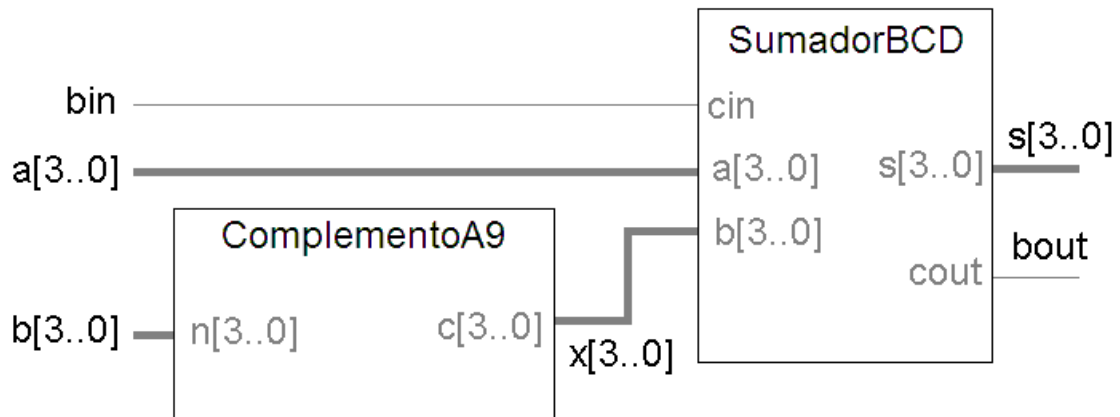 SumadorBCD
bin
cin
a[3..0]
a[3..0]
s[3..0]
s[3..0]
ComplementoA9
b[3..0]
bout
cout
b[3..0]
n[3..0]
c[3..0]
x[3..0]